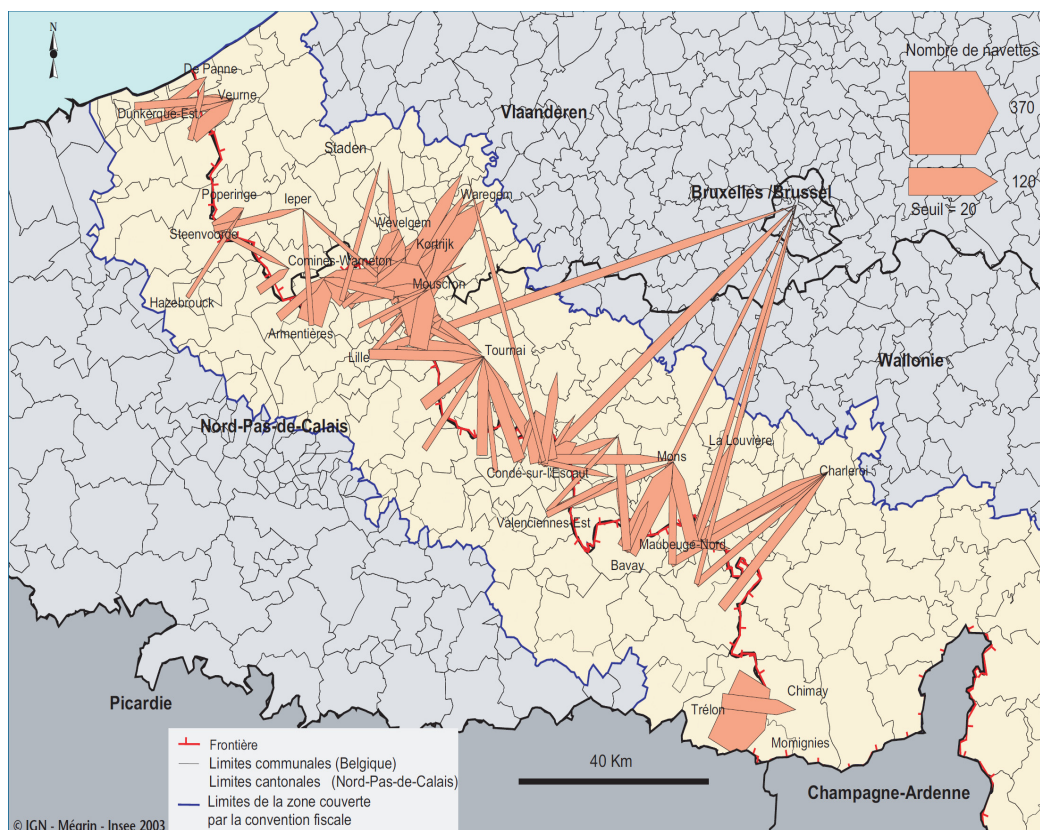 N
De Panne
Veurne
Dunkerque-Est
Vlaanderen
Staden
Nombre de navettes
370
120
Seuil = 20
Poperinge
Ieper
Waregem
Bruxelles /Brussel
Wevelgem
Steenvoorde
Kortrijk
Comines-Warneton
Mouscron
Hazebrouck
Armentières
Lille
Tournai
Wallonie
Nord-Pas-de-Calais
La Louvière
Mons
Condé-sur-l'Escaut
Charleroi
Valenciennes-Est
Maubeuge-Nord
Bavay
Picardie
Trélon
Chimay
Momignies
Frontière
Limites communales (Belgique)
Limites cantonales (Nord-Pas-de-Calais)
Limites de la zone couverte
par la convention fiscale
40 Km
Champagne-Ardenne
© IGN - Mégrin - Insee 2003